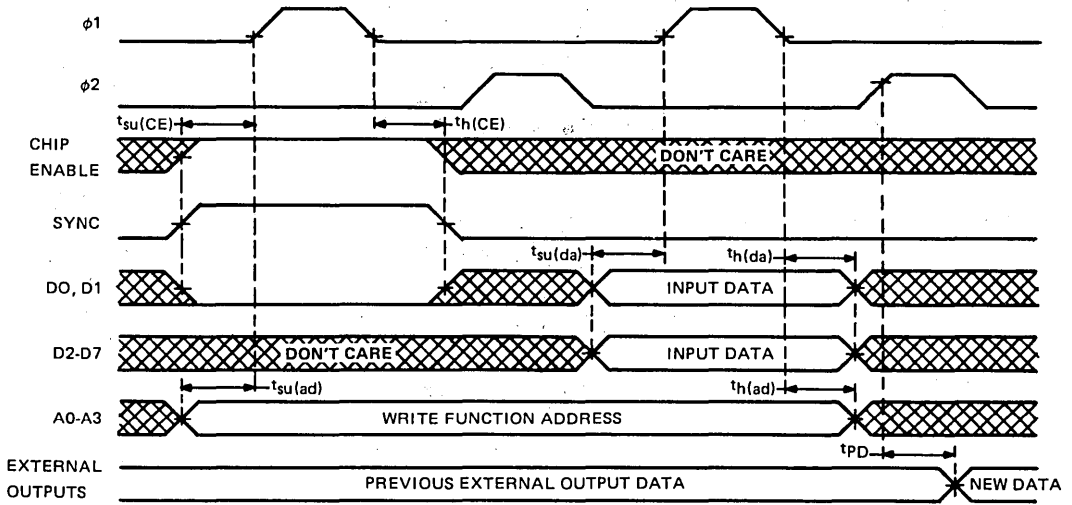 ϕ1
ϕ2
tsu(CE)
th(CE)
CHIP
ENABLE
DON'T CARE
SYNC
tsu(da)
th(da)
DO, D1
INPUT DATA
D2-D7
DON'T CARE
INPUT DATA
tsu(ad)
th(ad)
A0-A3
WRITE FUNCTION ADDRESS
tPD
EXTERNAL
OUTPUTS
PREVIOUS EXTERNAL OUTPUT DATA
NEW DATA